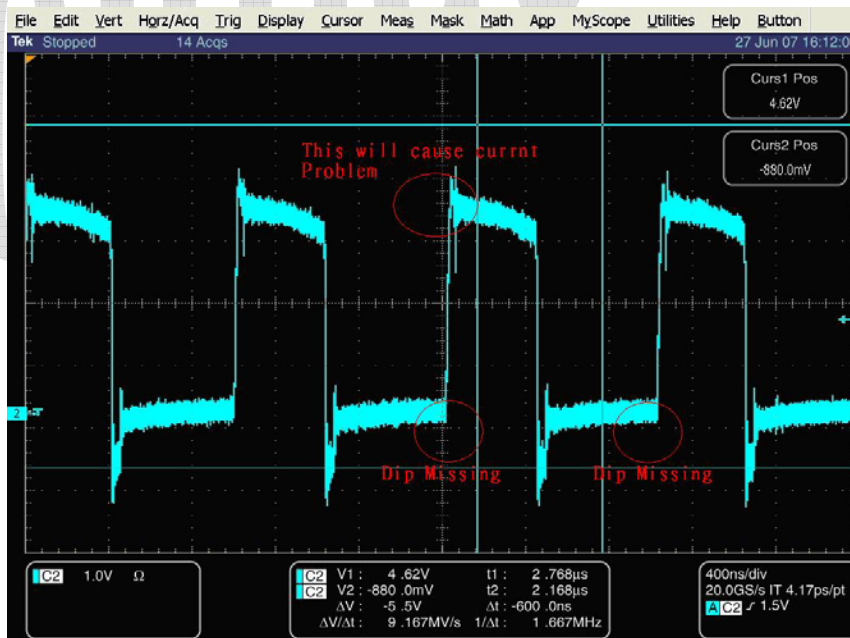 File Edit Vert Horz/Acq Trig Display Cursor Meas Mask Math App MyScope Utilities Help Button
Tek Stopped 14 Acqs 27 Jun 07 16:12:0
Curs1 Pos
4.62V
Curs2 Pos
-880.0mV
This will cause currnt
Problem
2
Dip Missing Dip Missing
C2 1.0V Ω
C2 V1 : 4 .62V t1 : 2 .768µs
C2 V2 : -880 .0mV t2 : 2 .168µs
ΔV : -5 .5V Δt : -600 .0ns
ΔV/Δt : 9 .167MV/s 1/Δt : 1 .667MHz
400ns/div
20.0GS/s IT 4.17ps/pt
A C2 ⌐ 1.5V